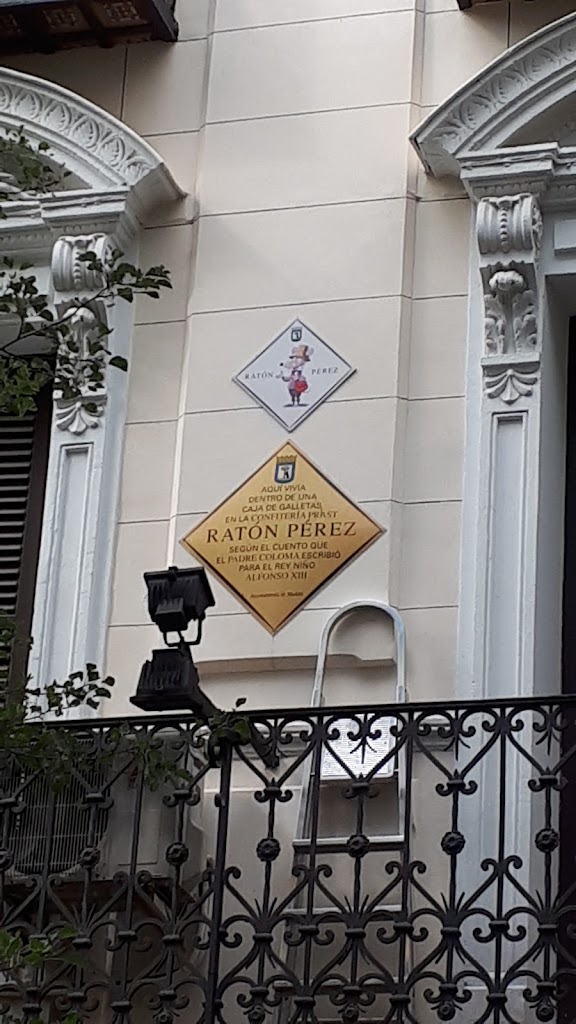 RATÓN PÉREZ
AQUÍ VIVÍA
DENTRO DE UNA
CAJA DE GALLETAS,
EN LA CONFITERÍA PRAST
RATÓN PÉREZ
SEGÚN EL CUENTO QUE
EL PADRE COLOMA ESCRIBIÓ
PARA EL REY NIÑO
ALFONSO XIII
Ayuntamiento de Madrid